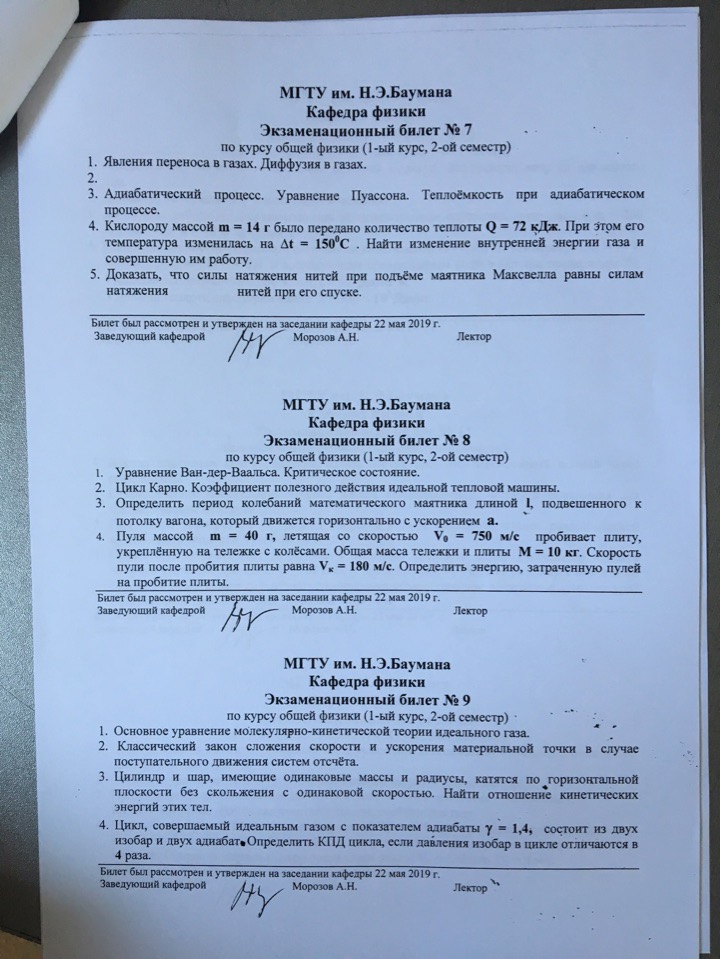 МГТУ им. Н.Э.Баумана
Кафедра физики
Экзаменационный билет № 7
по курсу общей физики (1-ый курс, 2-ой семестр)
1. Явления переноса в газах. Диффузия в газах.
2.
3. Адиабатический процесс. Уравнение Пуассона. Теплоёмкость при адиабатическом
процессе.
4. Кислороду массой m = 14 г было передано количество теплоты Q = 72 кДж. При этом его
температура изменилась на Δt = 150⁰С . Найти изменение внутренней энергии газа и
совершенную им работу.
5. Доказать, что силы натяжения нитей при подъёме маятника Максвелла равны силам
натяжения нитей при его спуске.
Билет был рассмотрен и утвержден на заседании кафедры 22 мая 2019 г.
Заведующий кафедрой Морозов А.Н. Лектор
МГТУ им. Н.Э.Баумана
Кафедра физики
Экзаменационный билет № 8
по курсу общей физики (1-ый курс, 2-ой семестр)
1. Уравнение Ван-дер-Ваальса. Критическое состояние.
2. Цикл Карно. Коэффициент полезного действия идеальной тепловой машины.
3. Определить период колебаний математического маятника длиной l, подвешенного к
потолку вагона, который движется горизонтально с ускорением a.
4. Пуля массой m = 40 г, летящая со скоростью V₀ = 750 м/с пробивает плиту,
укреплённую на тележке с колёсами. Общая масса тележки и плиты M = 10 кг. Скорость
пули после пробития плиты равна Vк = 180 м/с. Определить энергию, затраченную пулей
на пробитие плиты.
Билет был рассмотрен и утвержден на заседании кафедры 22 мая 2019 г.
Заведующий кафедрой Морозов А.Н. Лектор
МГТУ им. Н.Э.Баумана
Кафедра физики
Экзаменационный билет № 9
по курсу общей физики (1-ый курс, 2-ой семестр)
1. Основное уравнение молекулярно-кинетической теории идеального газа.
2. Классический закон сложения скорости и ускорения материальной точки в случае
поступательного движения систем отсчёта.
3. Цилиндр и шар, имеющие одинаковые массы и радиусы, катятся по горизонтальной
плоскости без скольжения с одинаковой скоростью. Найти отношение кинетических
энергий этих тел.
4. Цикл, совершаемый идеальным газом с показателем адиабаты γ = 1,4, состоит из двух
изобар и двух адиабат. Определить КПД цикла, если давления изобар в цикле отличаются в
4 раза.
Билет был рассмотрен и утвержден на заседании кафедры 22 мая 2019 г.
Заведующий кафедрой Морозов А.Н. Лектор